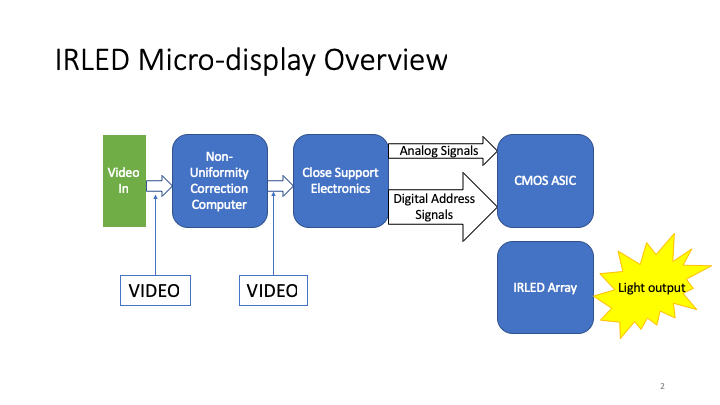 IRLED Micro-display Overview
Video
In
Non-
Uniformity
Correction
Computer
Close Support
Electronics
Analog Signals
Digital Address
Signals
CMOS ASIC
IRLED Array
Light output
VIDEO
VIDEO
2